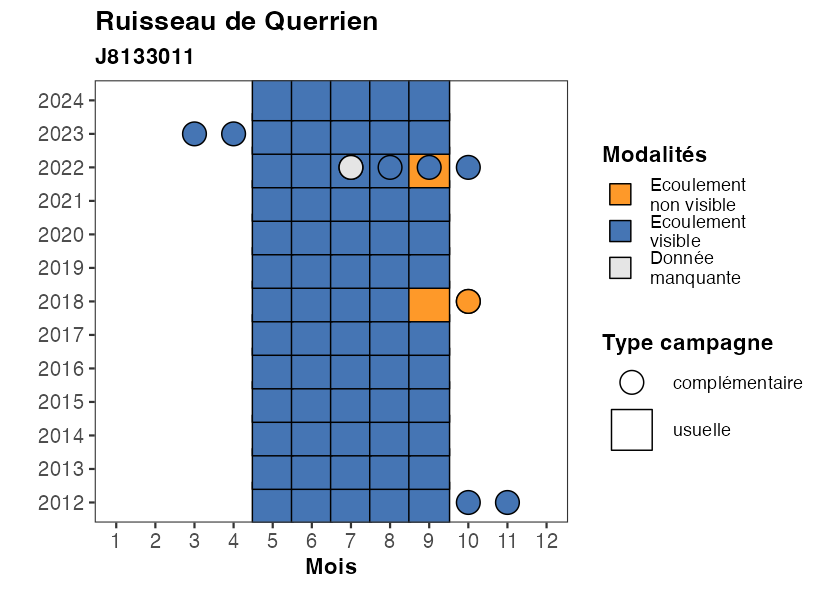 Ruisseau de Querrien
J8133011
2024
2023
2022
2021
2020
2019
2018
2017
2016
2015
2014
2013
2012
1 2 3 4 5 6 7 8 9 10 11 12
Mois
Modalités
Ecoulement
non visible
Ecoulement
visible
Donnée
manquante
Type campagne
complémentaire
usuelle